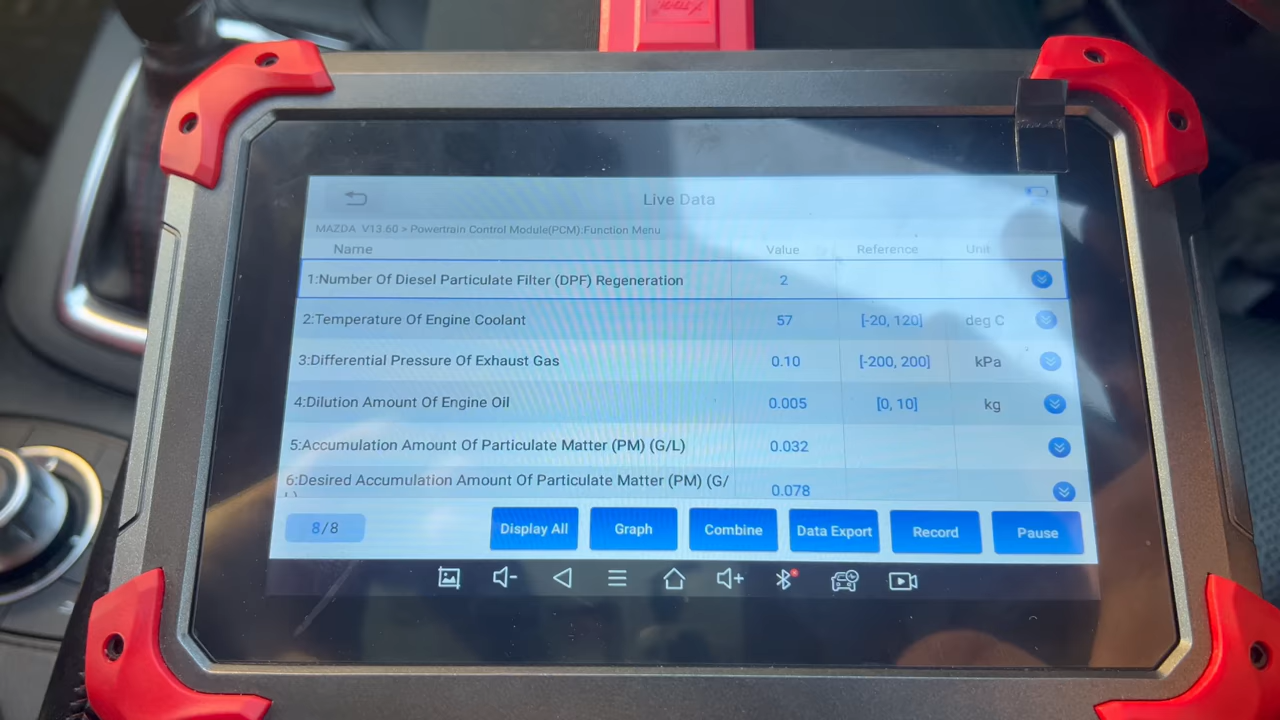 XTOOL
Live Data
MAZDA V13.60 > Powertrain Control Module(PCM):Function Menu
Name Value Reference Unit
1:Number Of Diesel Particulate Filter (DPF) Regeneration 2
2:Temperature Of Engine Coolant 57 [-20, 120] deg C
3:Differential Pressure Of Exhaust Gas 0.10 [-200, 200] kPa
4:Dilution Amount Of Engine Oil 0.005 [0, 10] kg
5:Accumulation Amount Of Particulate Matter (PM) (G/L) 0.032
6:Desired Accumulation Amount Of Particulate Matter (PM) (G/
L) 0.078
8/8 Display All Graph Combine Data Export Record Pause